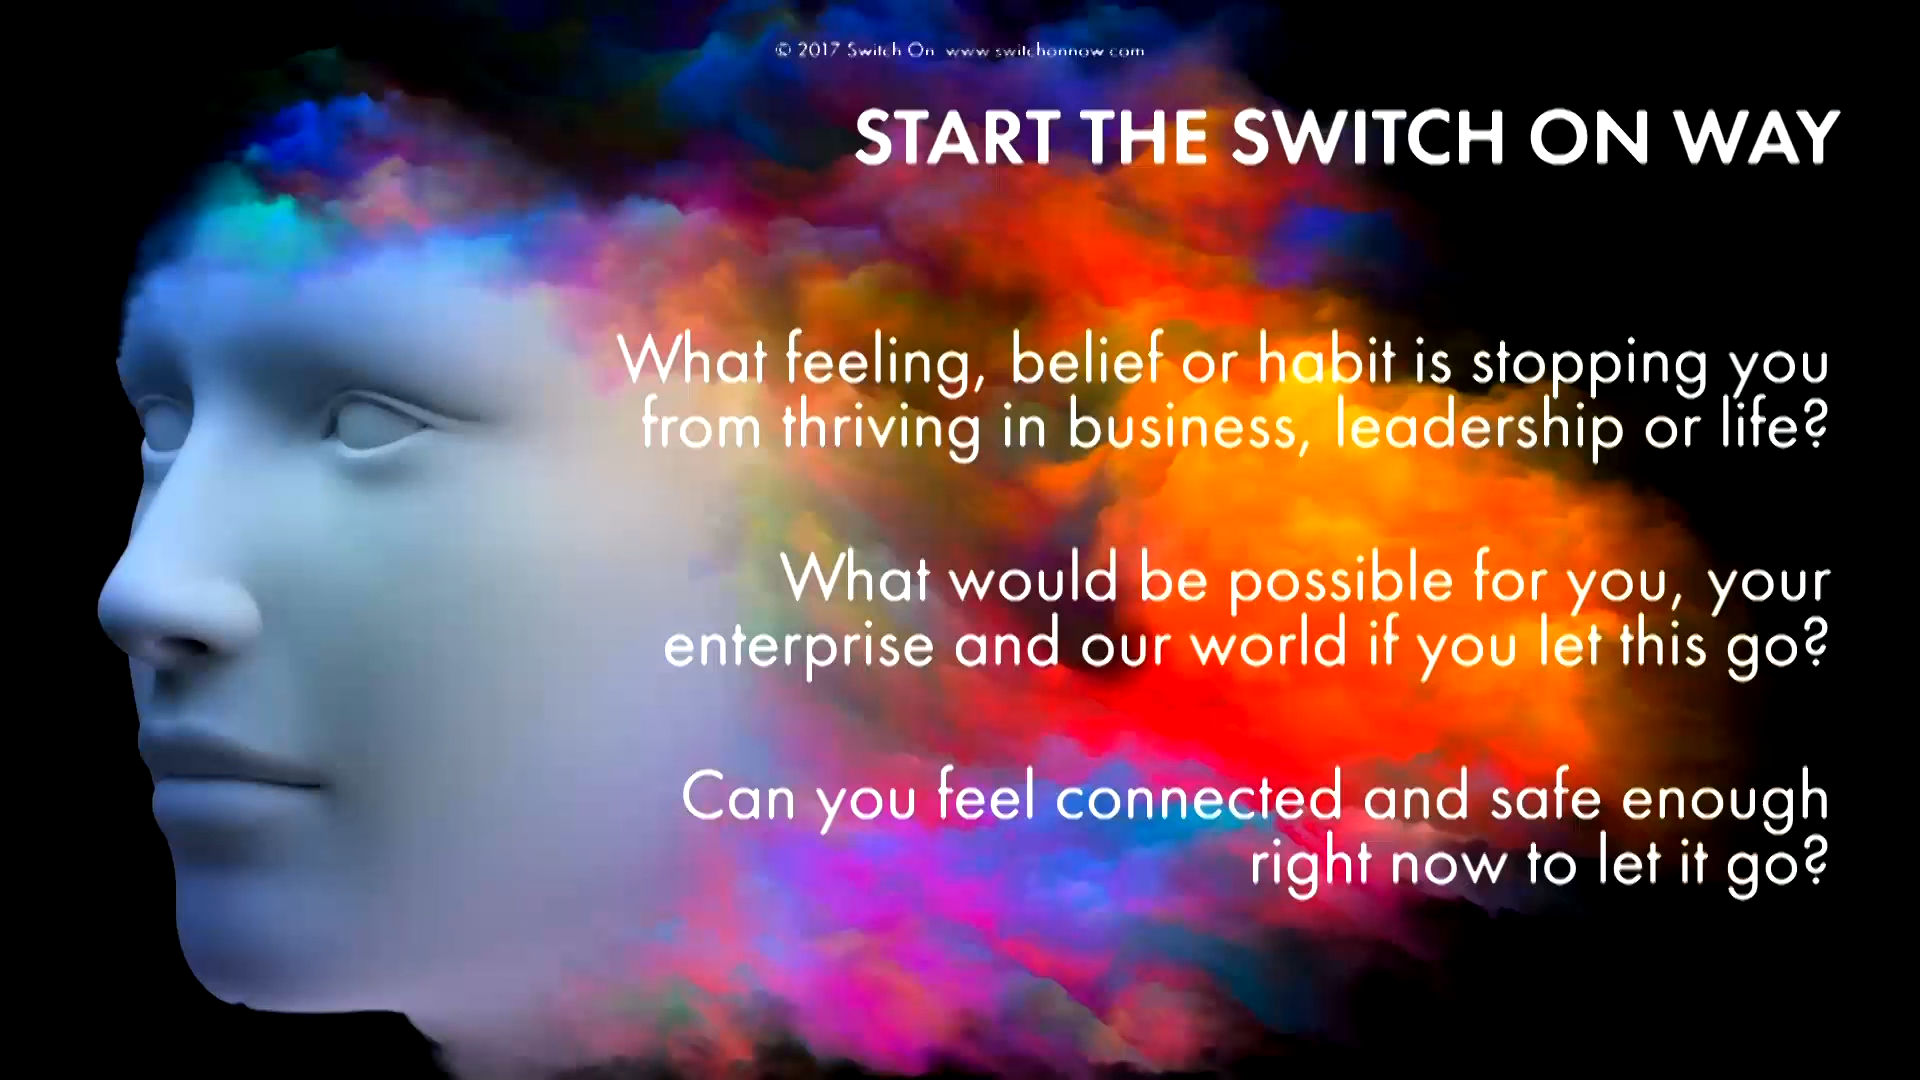 © 2017 Switch On www.switchonnow.com
START THE SWITCH ON WAY
What feeling, belief or habit is stopping you
from thriving in business, leadership or life?
What would be possible for you, your
enterprise and our world if you let this go?
Can you feel connected and safe enough
right now to let it go?